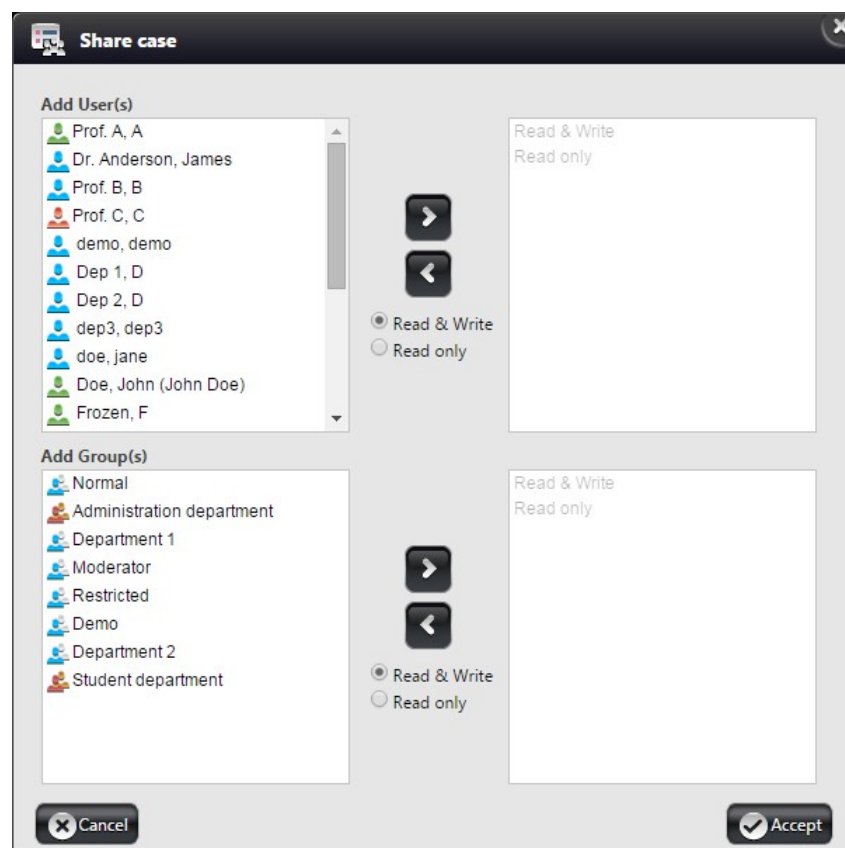 Share case
Add User(s)
Prof. A, A
Dr. Anderson, James
Prof. B, B
Prof. C, C
demo, demo
Dep 1, D
Dep 2, D
dep3, dep3
doe, jane
Doe, John (John Doe)
Frozen, F
Read & Write
Read only
Read & Write
Read only
Add Group(s)
Normal
Administration department
Department 1
Moderator
Restricted
Demo
Department 2
Student department
Read & Write
Read only
Read & Write
Read only
Cancel
Accept